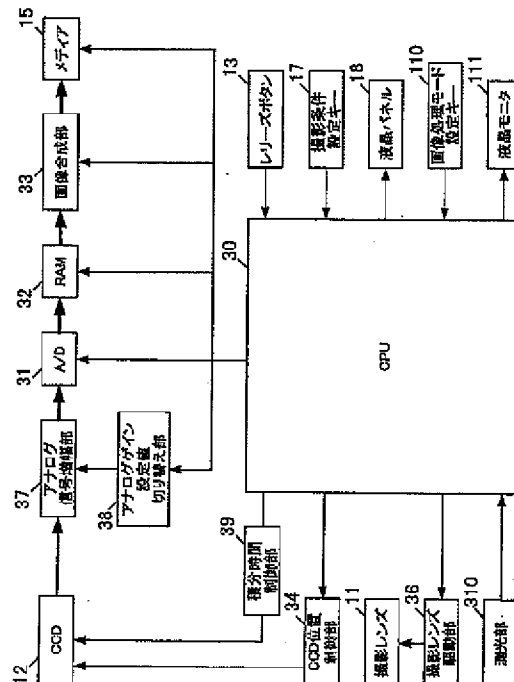 12
CCD
37
アナログ
信号増幅部
31
A/D
32
RAM
33
画像合成部
15
メディア
38
アナログゲイン
設定値
切り替え部
39
積分時間
制御部
34
CCD位置
制御部
11
撮影レンズ
36
撮影レンズ
駆動部
310
測光部
30
CPU
13
レリーズボタン
17
撮影条件
設定キー
18
液晶パネル
110
画像処理モード
設定キー
111
液晶モニタ